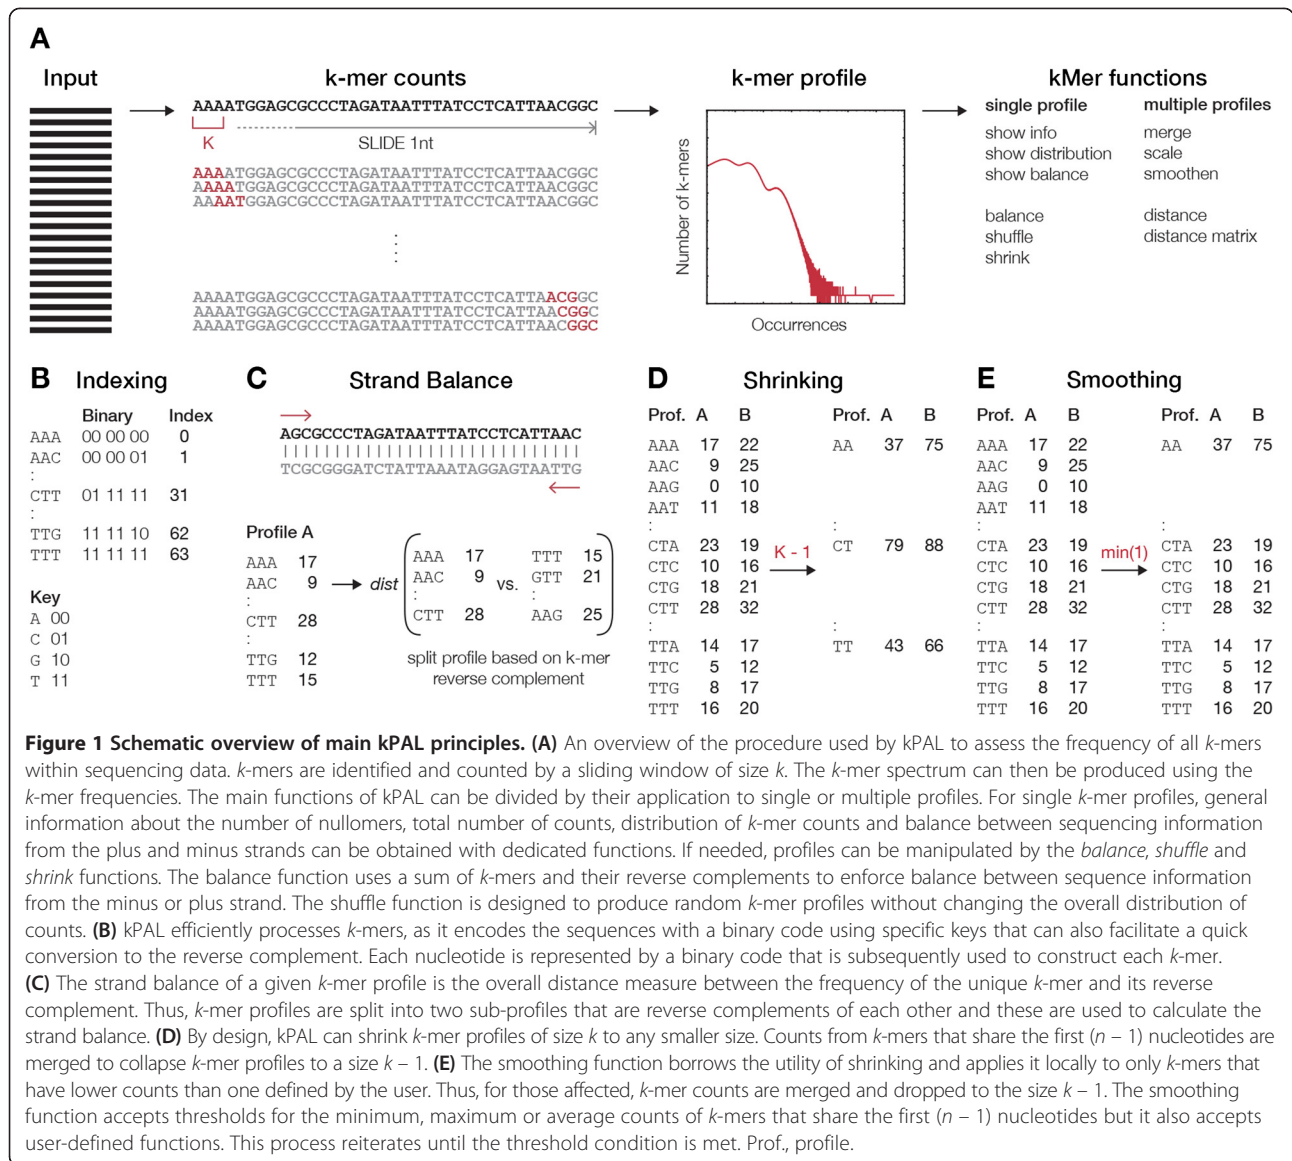 A
Input
k-mer counts
k-mer profile
kMer functions
AAAATGGAGCGCCCTAGATAATTTATCCTCATTAACGGC
K
SLIDE 1nt
AAAATGGAGCGCCCTAGATAATTTATCCTCATTAACGGC
AAAATGGAGCGCCCTAGATAATTTATCCTCATTAACGGC
AAAATGGAGCGCCCTAGATAATTTATCCTCATTAACGGC
AAAATGGAGCGCCCTAGATAATTTATCCTCATTAACGGC
AAAATGGAGCGCCCTAGATAATTTATCCTCATTAACGGC
AAAATGGAGCGCCCTAGATAATTTATCCTCATTAACGGC
Number of k-mers
Occurrences
single profile multiple profiles
show info merge
show distribution scale
show balance smoothen
balance distance
shuffle distance matrix
shrink
B Indexing
Binary Index
AAA 00 00 00 0
AAC 00 00 01 1
:
CTT 01 11 11 31
:
TTG 11 11 10 62
TTT 11 11 11 63
Key
A 00
C 01
G 10
T 11
C Strand Balance
AGCGCCCTAGATAATTTATCCTCATTAAC
TCGCGGGATCTATTAAATAGGAGTAATTG
Profile A
AAA 17
AAC 9
:
CTT 28
:
TTG 12
TTT 15
dist
AAA 17 TTT 15
AAC 9 vs. GTT 21
: :
CTT 28 AAG 25
split profile based on k-mer
reverse complement
D Shrinking
Prof. A B Prof. A B
AAA 17 22 AA 37 75
AAC 9 25
AAG 0 10
AAT 11 18
: :
CTA 23 19 K - 1 CT 79 88
CTC 10 16
CTG 18 21
CTT 28 32
: :
TTA 14 17 TT 43 66
TTC 5 12
TTG 8 17
TTT 16 20
E Smoothing
Prof. A B Prof. A B
AAA 17 22 AA 37 75
AAC 9 25
AAG 0 10
AAT 11 18
: :
CTA 23 19 min(1) CTA 23 19
CTC 10 16 CTC 10 16
CTG 18 21 CTG 18 21
CTT 28 32 CTT 28 32
: :
TTA 14 17 TTA 14 17
TTC 5 12 TTC 5 12
TTG 8 17 TTG 8 17
TTT 16 20 TTT 16 20
Figure 1 Schematic overview of main kPAL principles. (A) An overview of the procedure used by kPAL to assess the frequency of all k-mers
within sequencing data. k-mers are identified and counted by a sliding window of size k. The k-mer spectrum can then be produced using the
k-mer frequencies. The main functions of kPAL can be divided by their application to single or multiple profiles. For single k-mer profiles, general
information about the number of nullomers, total number of counts, distribution of k-mer counts and balance between sequencing information
from the plus and minus strands can be obtained with dedicated functions. If needed, profiles can be manipulated by the balance, shuffle and
shrink functions. The balance function uses a sum of k-mers and their reverse complements to enforce balance between sequence information
from the minus or plus strand. The shuffle function is designed to produce random k-mer profiles without changing the overall distribution of
counts. (B) kPAL efficiently processes k-mers, as it encodes the sequences with a binary code using specific keys that can also facilitate a quick
conversion to the reverse complement. Each nucleotide is represented by a binary code that is subsequently used to construct each k-mer.
(C) The strand balance of a given k-mer profile is the overall distance measure between the frequency of the unique k-mer and its reverse
complement. Thus, k-mer profiles are split into two sub-profiles that are reverse complements of each other and these are used to calculate the
strand balance. (D) By design, kPAL can shrink k-mer profiles of size k to any smaller size. Counts from k-mers that share the first (n – 1) nucleotides are
merged to collapse k-mer profiles to a size k – 1. (E) The smoothing function borrows the utility of shrinking and applies it locally to only k-mers that
have lower counts than one defined by the user. Thus, for those affected, k-mer counts are merged and dropped to the size k – 1. The smoothing
function accepts thresholds for the minimum, maximum or average counts of k-mers that share the first (n – 1) nucleotides but it also accepts
user-defined functions. This process reiterates until the threshold condition is met. Prof., profile.